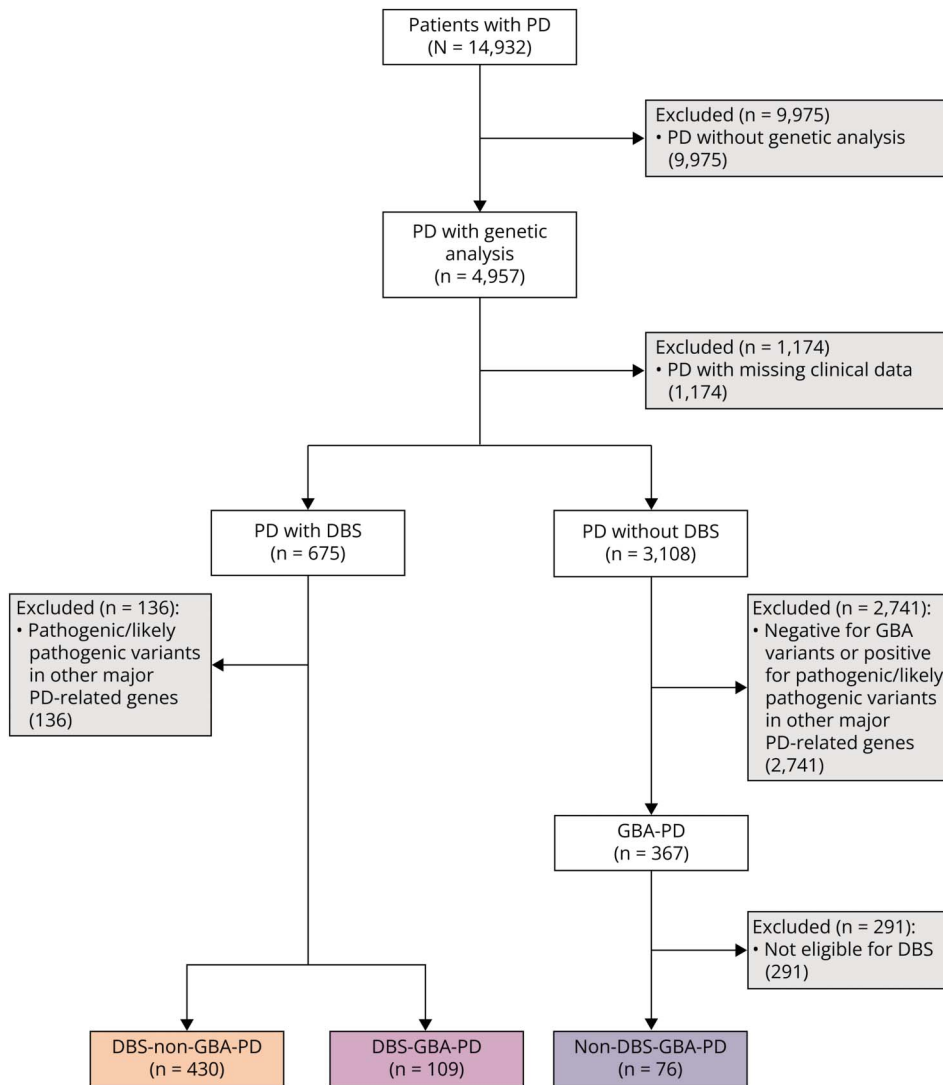 Patients with PD
(N = 14,932)
Excluded (n = 9,975)
• PD without genetic analysis
(9,975)
PD with genetic
analysis
(n = 4,957)
Excluded (n = 1,174)
• PD with missing clinical data
(1,174)
PD with DBS
(n = 675)
PD without DBS
(n = 3,108)
Excluded (n = 136):
• Pathogenic/likely
pathogenic variants
in other major
PD-related genes
(136)
Excluded (n = 2,741):
• Negative for GBA
variants or positive
for pathogenic/likely
pathogenic variants
in other major
PD-related genes
(2,741)
GBA-PD
(n = 367)
Excluded (n = 291):
• Not eligible for DBS
(291)
DBS-non-GBA-PD
(n = 430)
DBS-GBA-PD
(n = 109)
Non-DBS-GBA-PD
(n = 76)